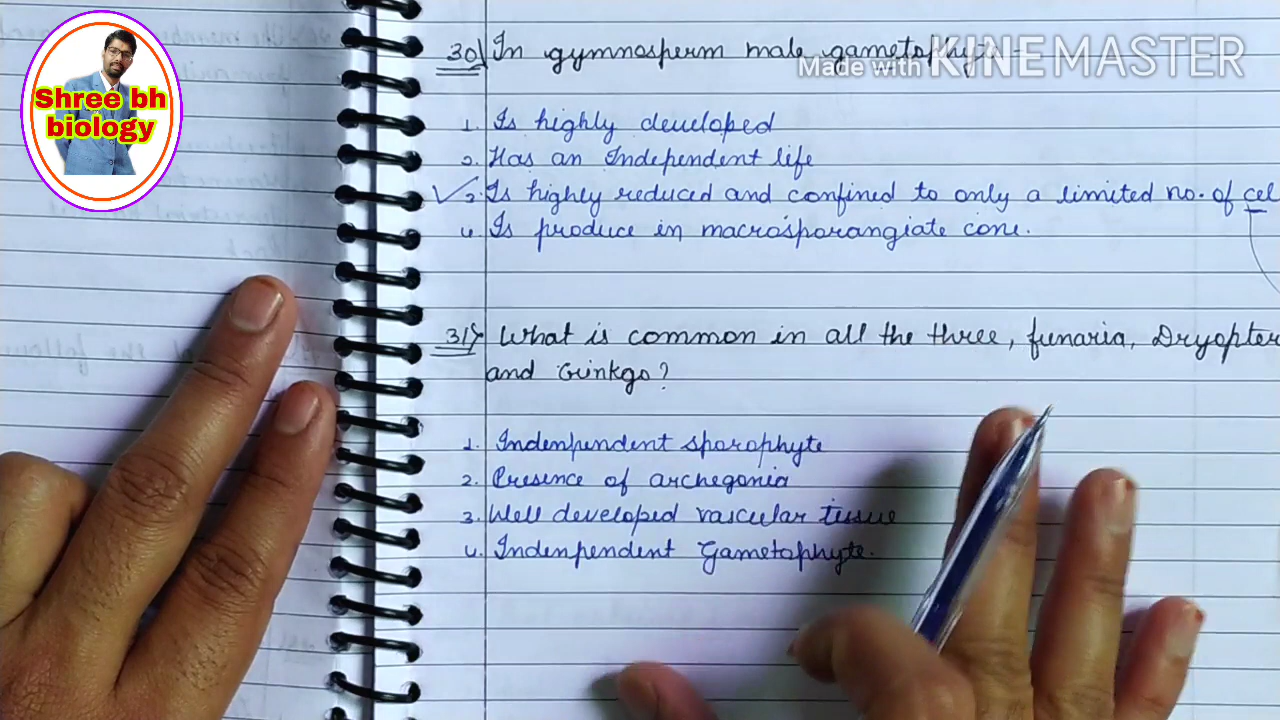 Shree bh
biology
Made with KINEMASTER
30) In gymnosperm male gametophyte
1. Is highly developed
2. Has an Independent life
3. Is highly reduced and confined to only a limited no. of cel
4. Is produce in macrosporangiate cone.
31) What is common in all the three, funaria, Dryopter
and Ginkgo?
1. Indenpendent sporophyte
2. Presence of archegonia
3. Well developed vascular tissue
4. Indenpendent Gametophyte.